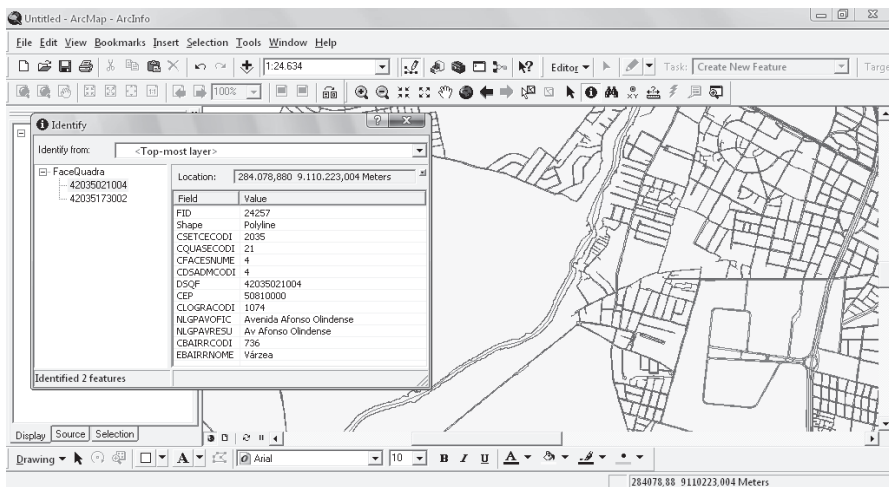 Untitled - ArcMap - ArcInfo
File Edit View Bookmarks Insert Selection Tools Window Help
1:24.634
Editor
Task: Create New Feature
Targe
100%
Identify
Identify from: <Top-most layer>
FaceQuadra
42035021004
42035173002
Location: 284.078,880 9.110.223,004 Meters
Field Value
FID 24257
Shape Polyline
CSETCECODI 2035
CQUASECODI 21
CFACESNUME 4
CDSADMCODI 4
DSQF 42035021004
CEP 50810000
CLOGRACODI 1074
NLGPAVOFIC Avenida Afonso Olindense
NLGPAVRESU Av Afonso Olindense
CBAIRRCODI 736
EBAIRRNOME Várzea
Identified 2 features
Display Source Selection
Drawing A Arial 10 B I U A
284078,88 9110223,004 Meters